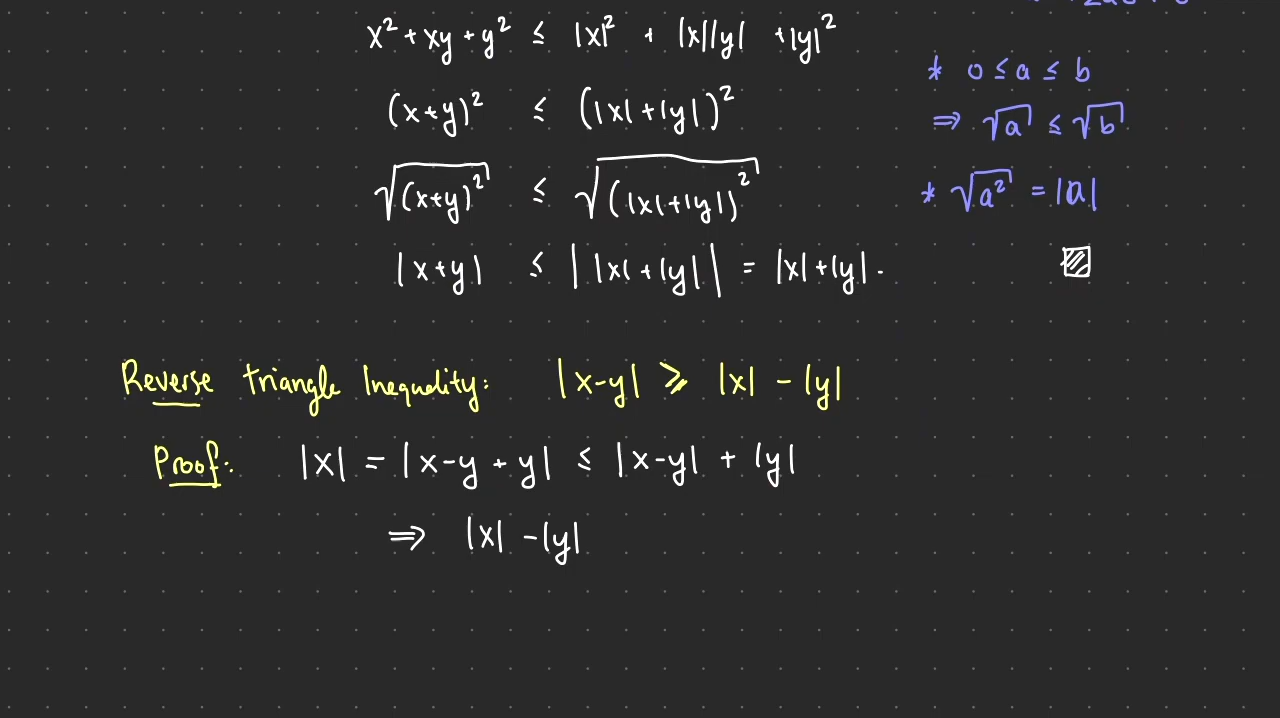 x² + xy + y² ≤ |x|² + |x||y| + |y|²
* 0 ≤ a ≤ b
(x+y)² ≤ (|x| + |y|)²
⇒ √a ≤ √b
√(x+y)² ≤ √(|x|+|y|)²
* √a² = |a|
|x+y| ≤ ||x| + |y|| = |x| + |y|.
Reverse Triangle Inequality: |x-y| ≥ |x| - |y|
Proof: |x| = |x-y + y| ≤ |x-y| + |y|
⇒ |x| - |y|